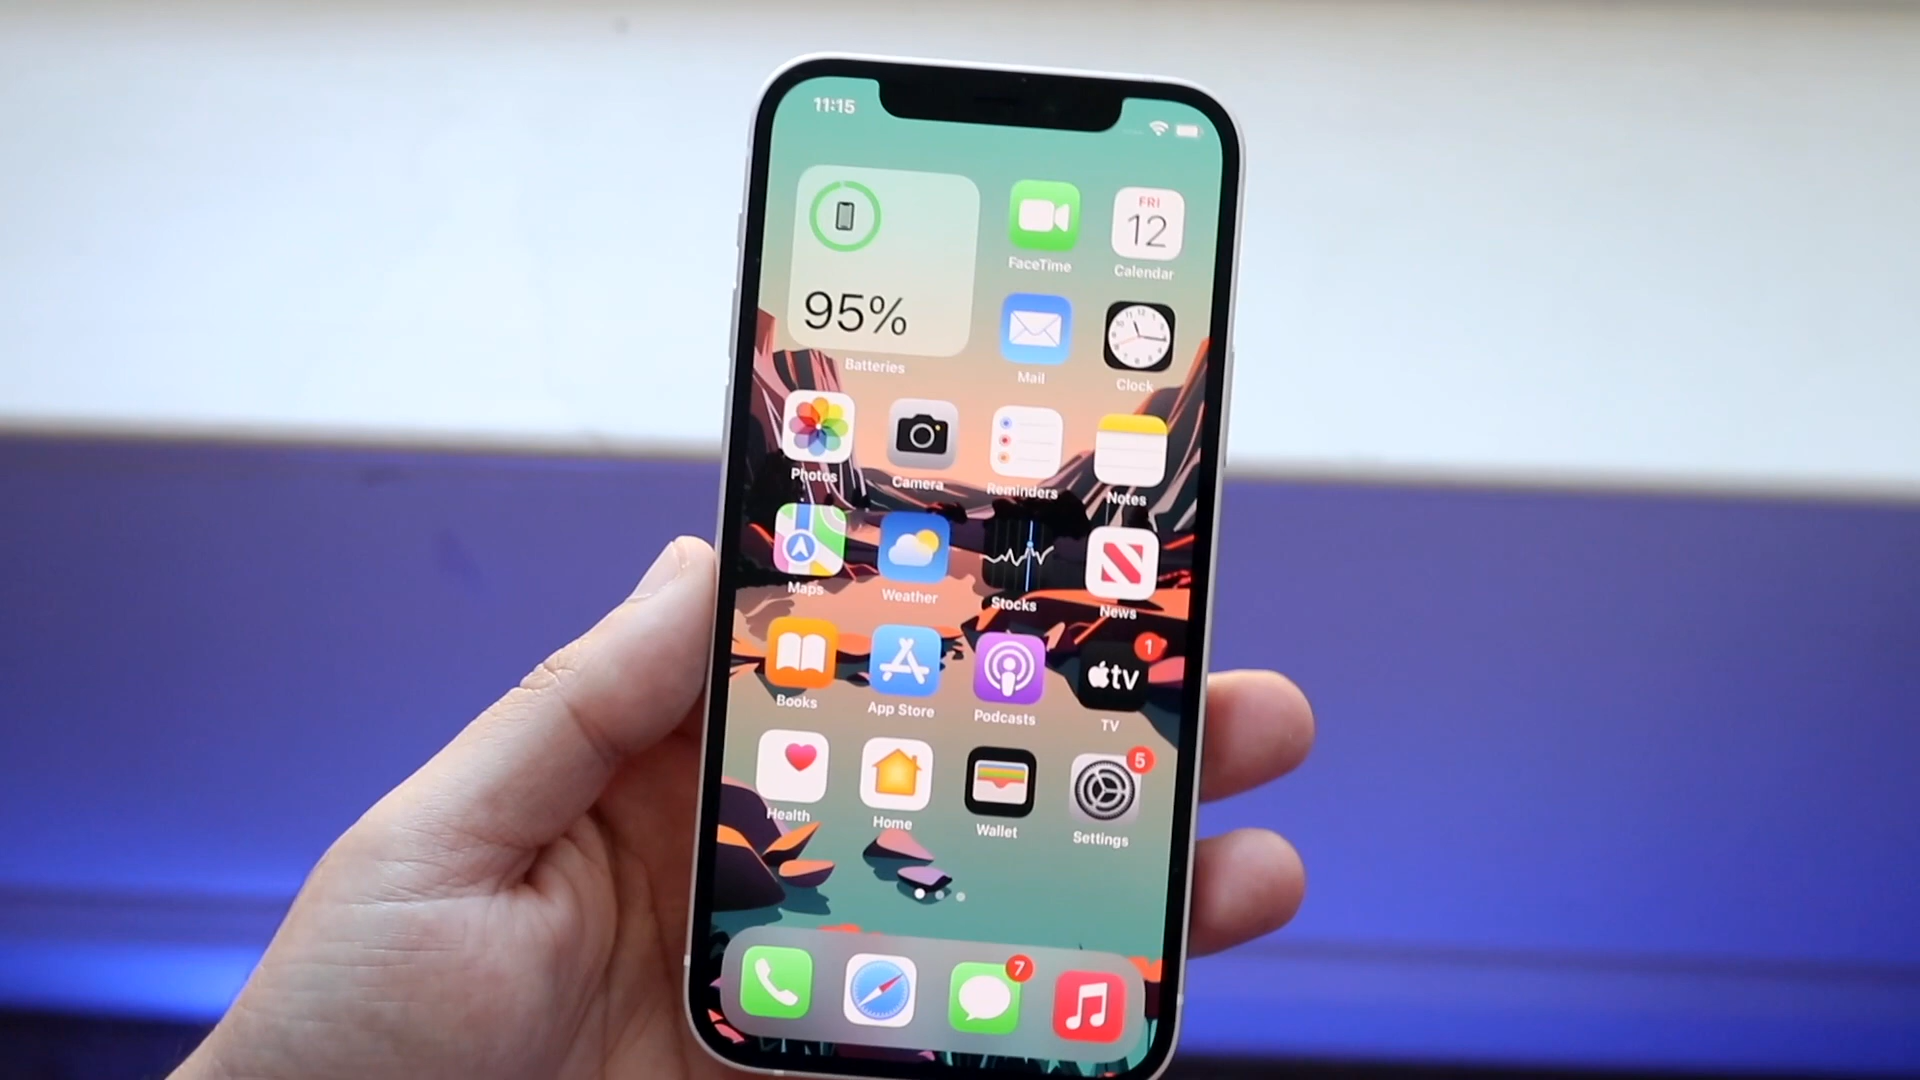 11:15
FRI
12
FaceTime
Calendar
95%
Batteries
Mail
Clock
Photos
Camera
Reminders
Notes
Maps
Weather
Stocks
News
1
tv
Books
App Store
Podcasts
TV
5
Health
Home
Wallet
Settings
7